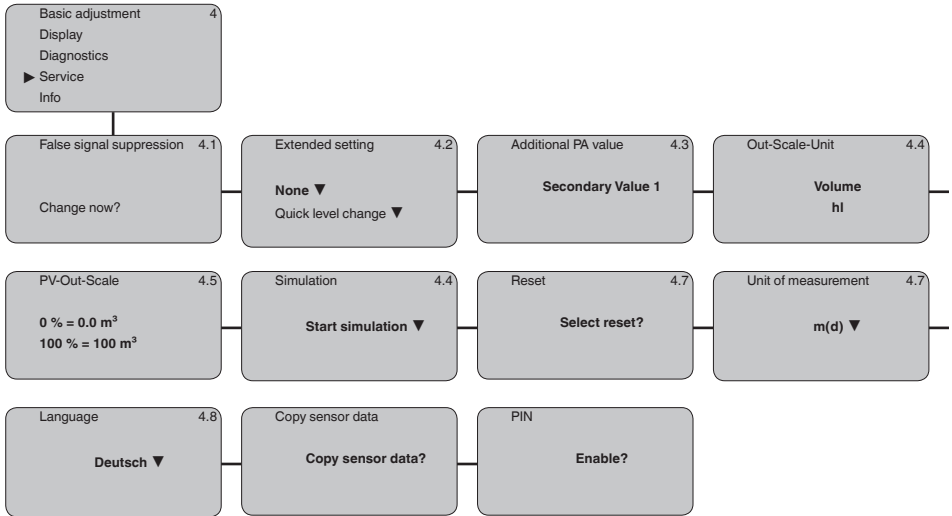 Basic adjustment 4
Display
Diagnostics
▶ Service
Info
False signal suppression 4.1
Change now?
Extended setting 4.2
None ▼
Quick level change ▼
Additional PA value 4.3
Secondary Value 1
Out-Scale-Unit 4.4
Volume
hl
PV-Out-Scale 4.5
0 % = 0.0 m³
100 % = 100 m³
Simulation 4.4
Start simulation ▼
Reset 4.7
Select reset?
Unit of measurement 4.7
m(d) ▼
Language 4.8
Deutsch ▼
Copy sensor data
Copy sensor data?
PIN
Enable?